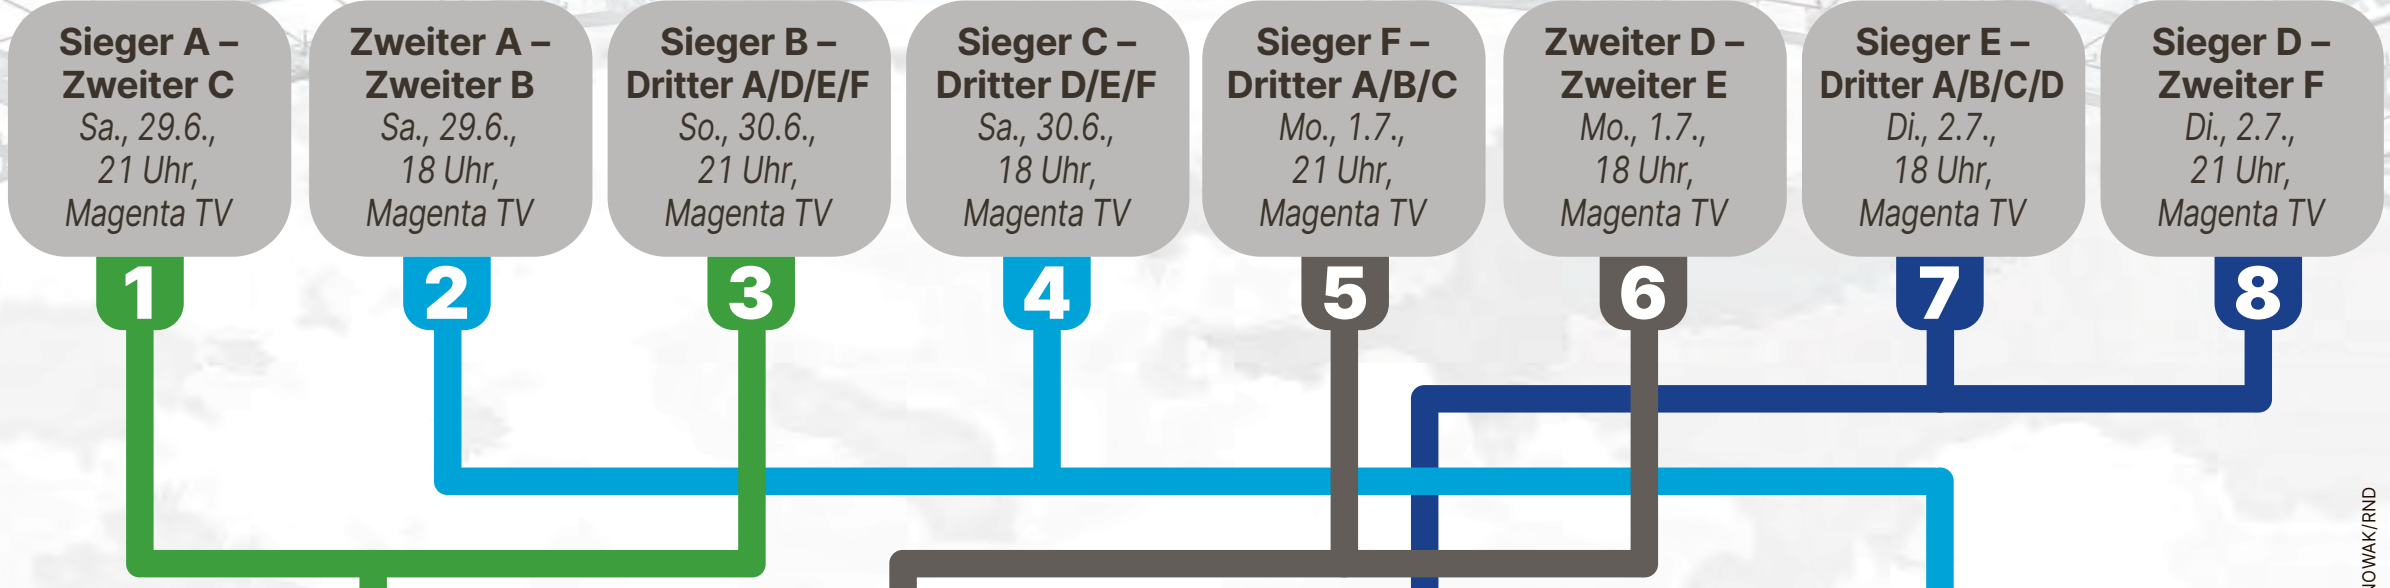 Sieger A –
Zweiter C
Sa., 29.6.,
21 Uhr,
Magenta TV
1
Zweiter A –
Zweiter B
Sa., 29.6.,
18 Uhr,
Magenta TV
2
Sieger B –
Dritter A/D/E/F
So., 30.6.,
21 Uhr,
Magenta TV
3
Sieger C –
Dritter D/E/F
Sa., 30.6.,
18 Uhr,
Magenta TV
4
Sieger F –
Dritter A/B/C
Mo., 1.7.,
21 Uhr,
Magenta TV
5
Zweiter D –
Zweiter E
Mo., 1.7.,
18 Uhr,
Magenta TV
6
Sieger E –
Dritter A/B/C/D
Di., 2.7.,
18 Uhr,
Magenta TV
7
Sieger D –
Zweiter F
Di., 2.7.,
21 Uhr,
Magenta TV
8
NOWAK/RND